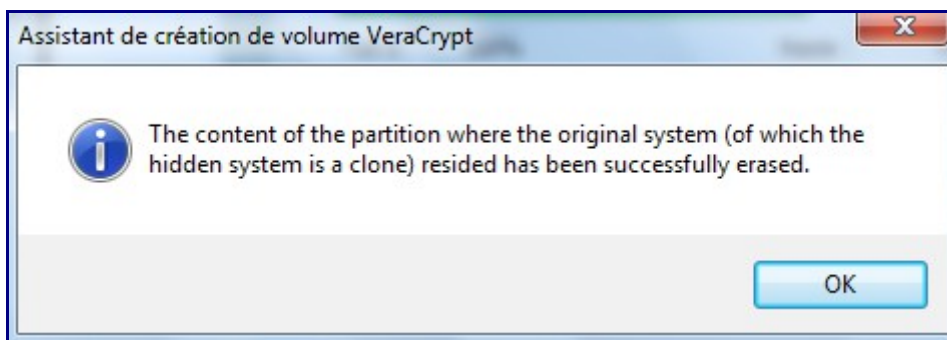 Assistant de création de volume VeraCrypt
The content of the partition where the original system (of which the
hidden system is a clone) resided has been successfully erased.
OK